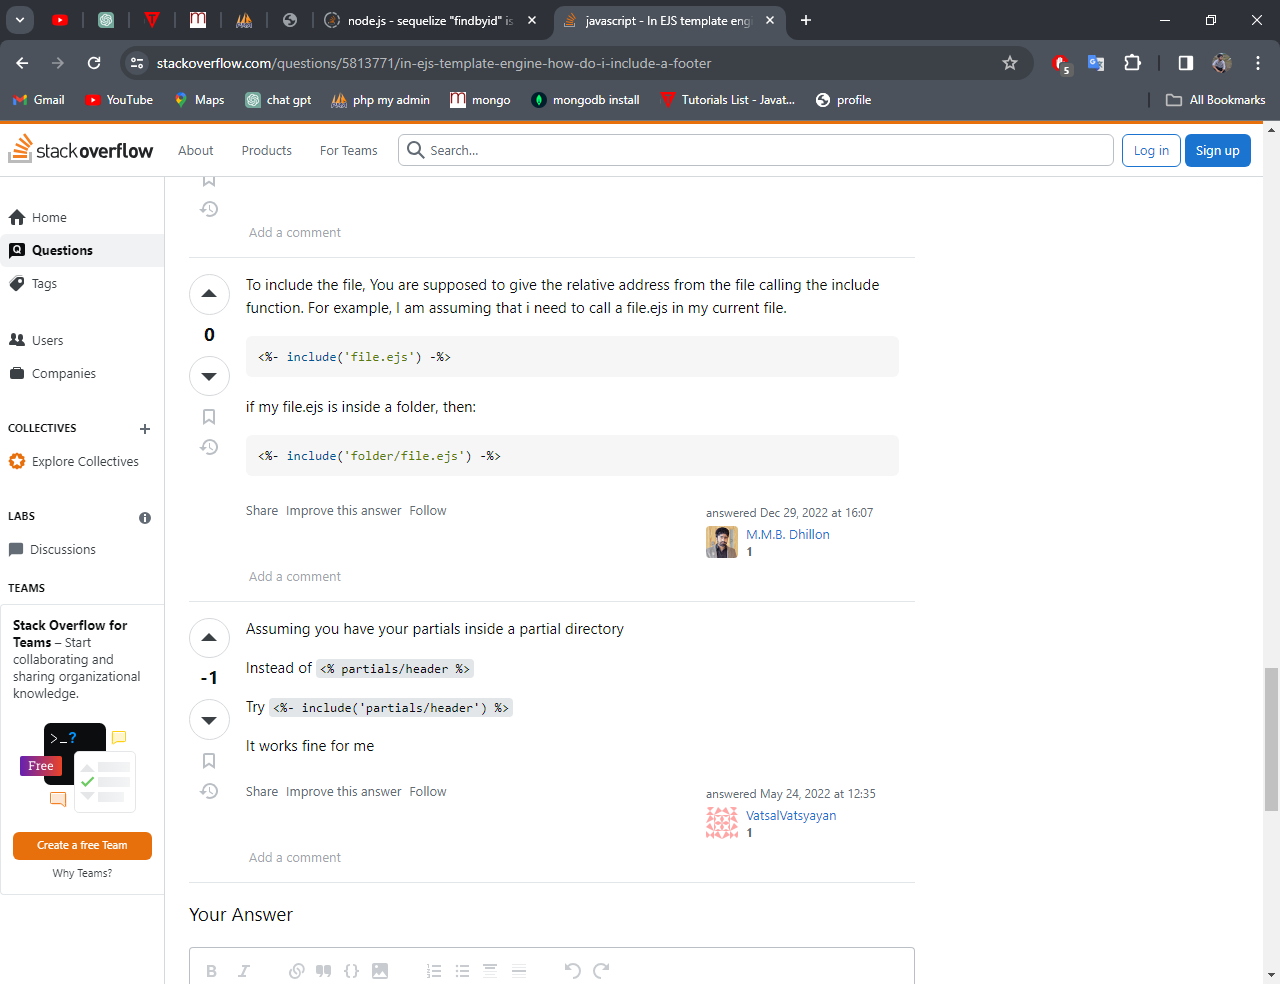 node.js - sequelize "findbyid" is
javascript - In EJS template eng
stackoverflow.com/questions/5813771/in-ejs-template-engine-how-do-i-include-a-footer
5
Gmail
YouTube
Maps
chat gpt
php my admin
mongo
mongodb install
Tutorials List - Javat...
profile
All Bookmarks
stackoverflow
About
Products
For Teams
Search...
Log in
Sign up
Home
Questions
Tags
Users
Companies
COLLECTIVES
Explore Collectives
LABS
Discussions
TEAMS
Stack Overflow for
Teams – Start
collaborating and
sharing organizational
knowledge.
>_?
Free
Create a free Team
Why Teams?
Add a comment
To include the file, You are supposed to give the relative address from the file calling the include
function. For example, I am assuming that i need to call a file.ejs in my current file.
0
<%- include('file.ejs') -%>
if my file.ejs is inside a folder, then:
<%- include('folder/file.ejs') -%>
Share Improve this answer Follow
answered Dec 29, 2022 at 16:07
M.M.B. Dhillon
1
Add a comment
Assuming you have your partials inside a partial directory
-1
Instead of <% partials/header %>
Try <%- include('partials/header') %>
It works fine for me
Share Improve this answer Follow
answered May 24, 2022 at 12:35
VatsalVatsyayan
1
Add a comment
Your Answer
B I